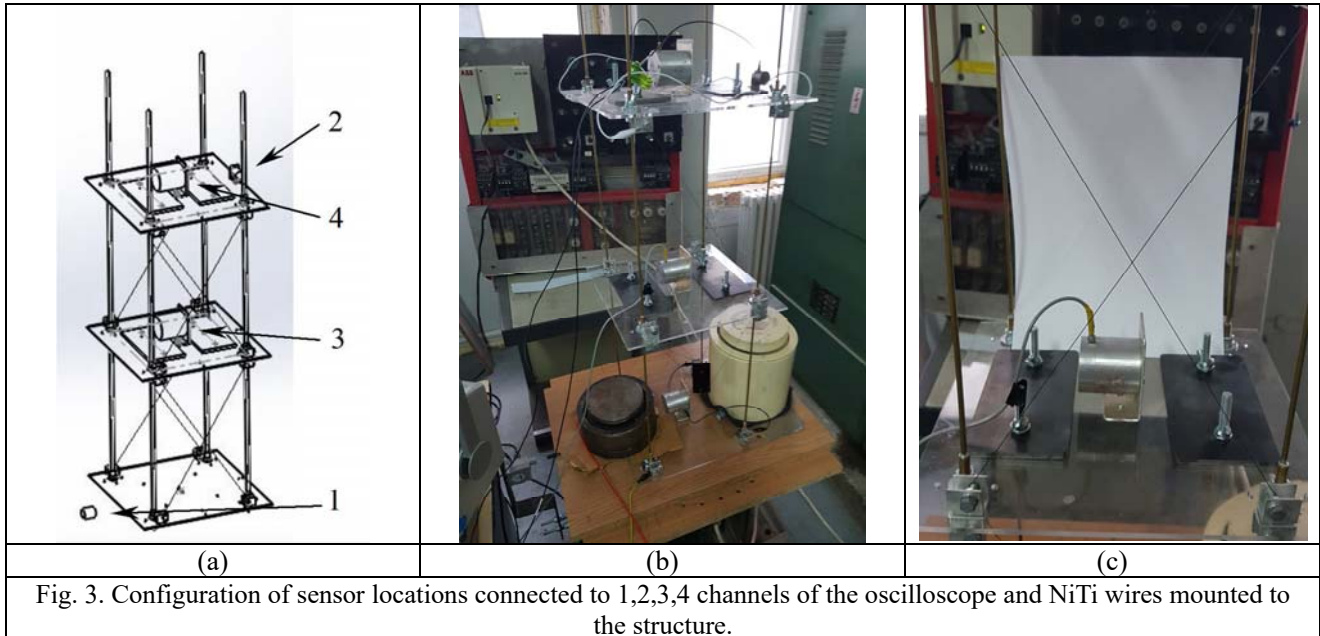 2
4
3
1
ABB
(a)
(b)
(c)
Fig. 3. Configuration of sensor locations connected to 1,2,3,4 channels of the oscilloscope and NiTi wires mounted to
the structure.